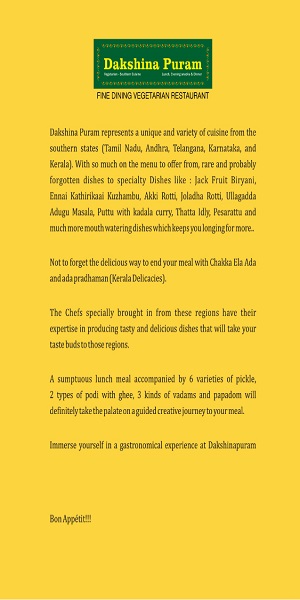 Dakshina Puram
Vegetarian - Southern Cuisine Lunch, Evening snacks & Dinner
FINE DINING VEGETARIAN RESTAURANT
Dakshina Puram represents a unique and variety of cuisine from the
southern states (Tamil Nadu, Andhra, Telangana, Karnataka, and
Kerala). With so much on the menu to offer from, rare and probably
forgotten dishes to specialty Dishes like : Jack Fruit Biryani,
Ennai Kathirikaai Kuzhambu, Akki Rotti, Joladha Rotti, Ullagadda
Adugu Masala, Puttu with kadala curry, Thatta Idly, Pesarattu and
much more mouth watering dishes which keeps you longing for more..
Not to forget the delicious way to end your meal with Chakka Ela Ada
and ada pradhaman (Kerala Delicacies).
The Chefs specially brought in from these regions have their
expertise in producing tasty and delicious dishes that will take your
taste buds to those regions.
A sumptuous lunch meal accompanied by 6 varieties of pickle,
2 types of podi with ghee, 3 kinds of vadams and papadom will
definitely take the palate on a guided creative journey to your meal.
Immerse yourself in a gastronomical experience at Dakshinapuram
Bon Appétit!!!